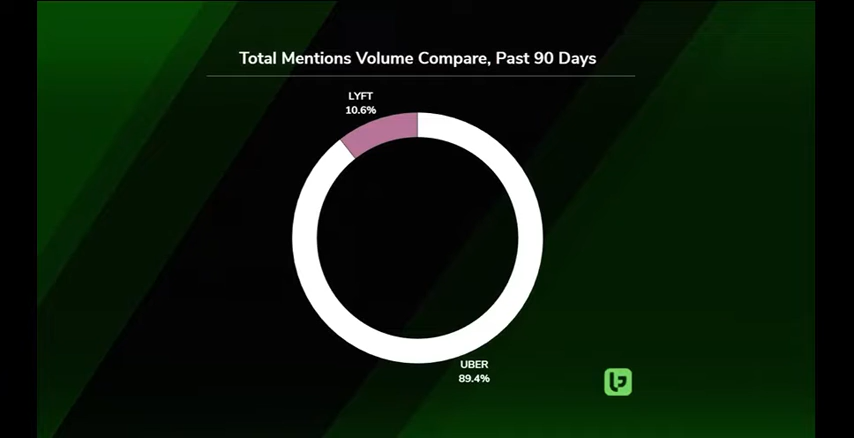 Total Mentions Volume Compare, Past 90 Days
LYFT
10.6%
UBER
89.4%